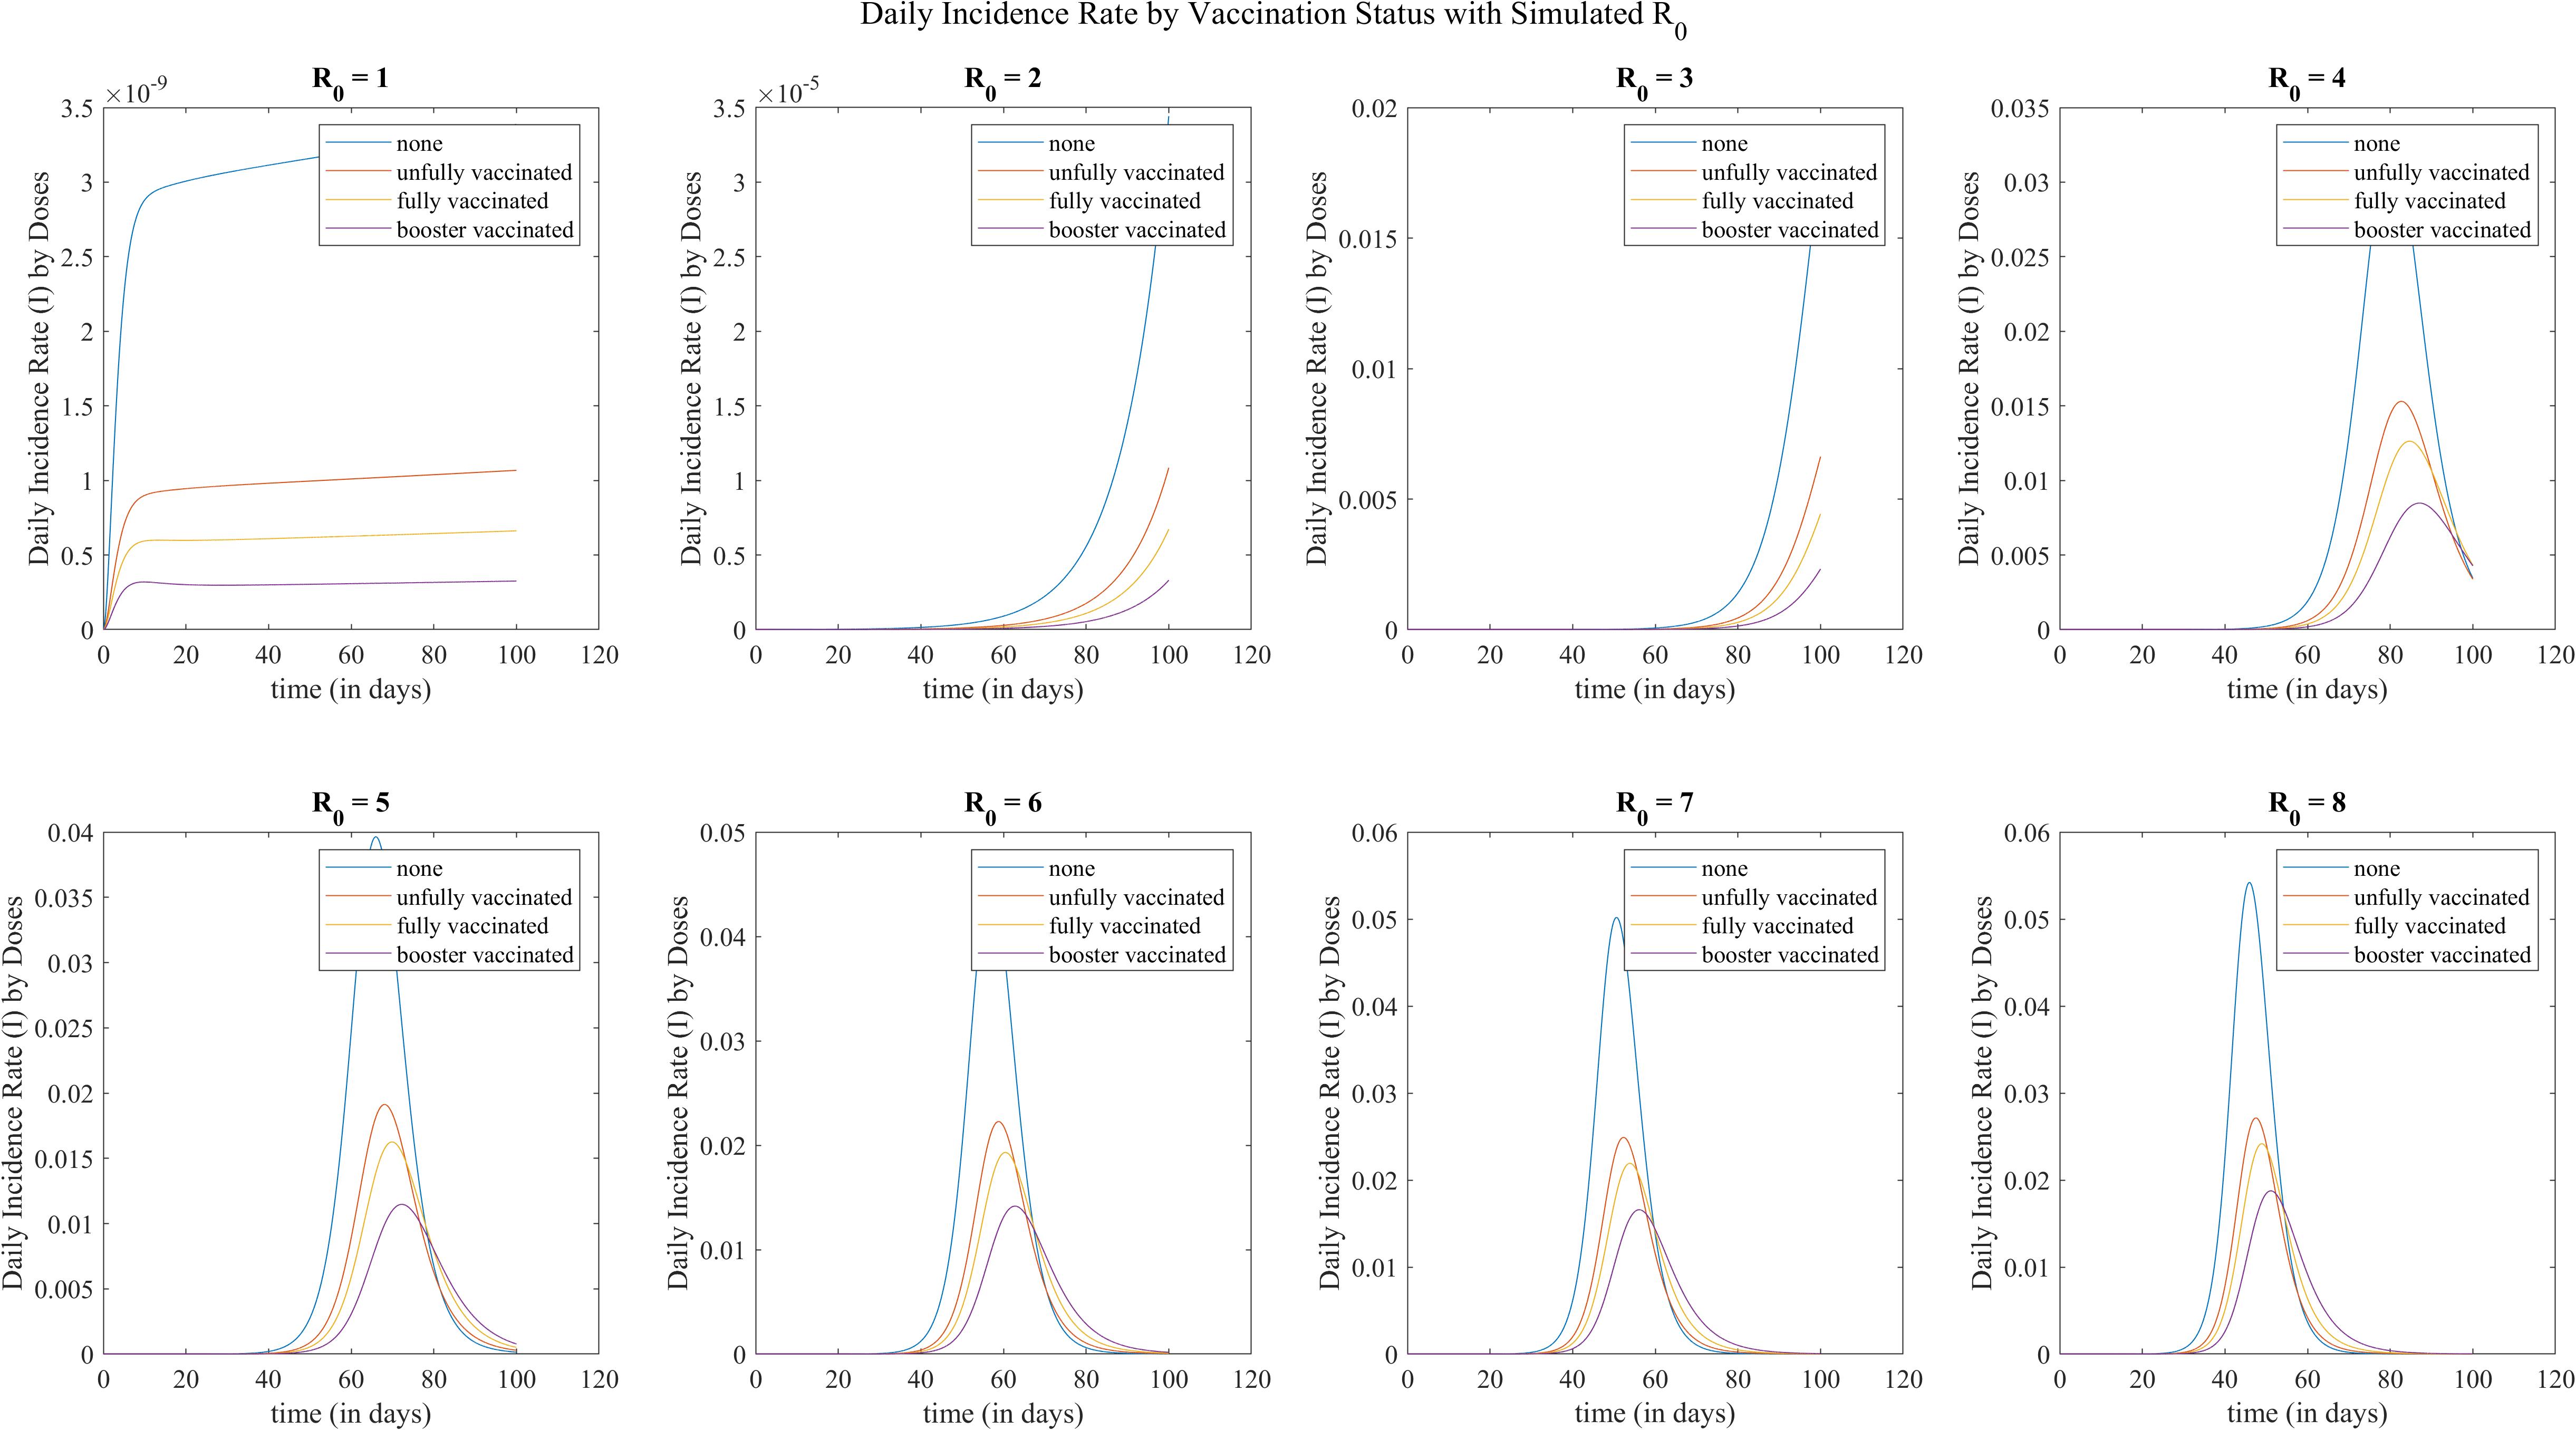 Daily Incidence Rate by Vaccination Status with Simulated R0
R0 = 1
×10-9
3.5
3
2.5
2
1.5
1
0.5
0
Daily Incidence Rate (I) by Doses
none
unfully vaccinated
fully vaccinated
booster vaccinated
0 20 40 60 80 100 120
time (in days)
R0 = 2
×10-5
3.5
3
2.5
2
1.5
1
0.5
0
Daily Incidence Rate (I) by Doses
none
unfully vaccinated
fully vaccinated
booster vaccinated
0 20 40 60 80 100 120
time (in days)
R0 = 3
0.02
0.015
0.01
0.005
0
Daily Incidence Rate (I) by Doses
none
unfully vaccinated
fully vaccinated
booster vaccinated
0 20 40 60 80 100 120
time (in days)
R0 = 4
0.035
0.03
0.025
0.02
0.015
0.01
0.005
0
Daily Incidence Rate (I) by Doses
none
unfully vaccinated
fully vaccinated
booster vaccinated
0 20 40 60 80 100 120
time (in days)
R0 = 5
0.04
0.035
0.03
0.025
0.02
0.015
0.01
0.005
0
Daily Incidence Rate (I) by Doses
none
unfully vaccinated
fully vaccinated
booster vaccinated
0 20 40 60 80 100 120
time (in days)
R0 = 6
0.05
0.04
0.03
0.02
0.01
0
Daily Incidence Rate (I) by Doses
none
unfully vaccinated
fully vaccinated
booster vaccinated
0 20 40 60 80 100 120
time (in days)
R0 = 7
0.06
0.05
0.04
0.03
0.02
0.01
0
Daily Incidence Rate (I) by Doses
none
unfully vaccinated
fully vaccinated
booster vaccinated
0 20 40 60 80 100 120
time (in days)
R0 = 8
0.06
0.05
0.04
0.03
0.02
0.01
0
Daily Incidence Rate (I) by Doses
none
unfully vaccinated
fully vaccinated
booster vaccinated
0 20 40 60 80 100 120
time (in days)